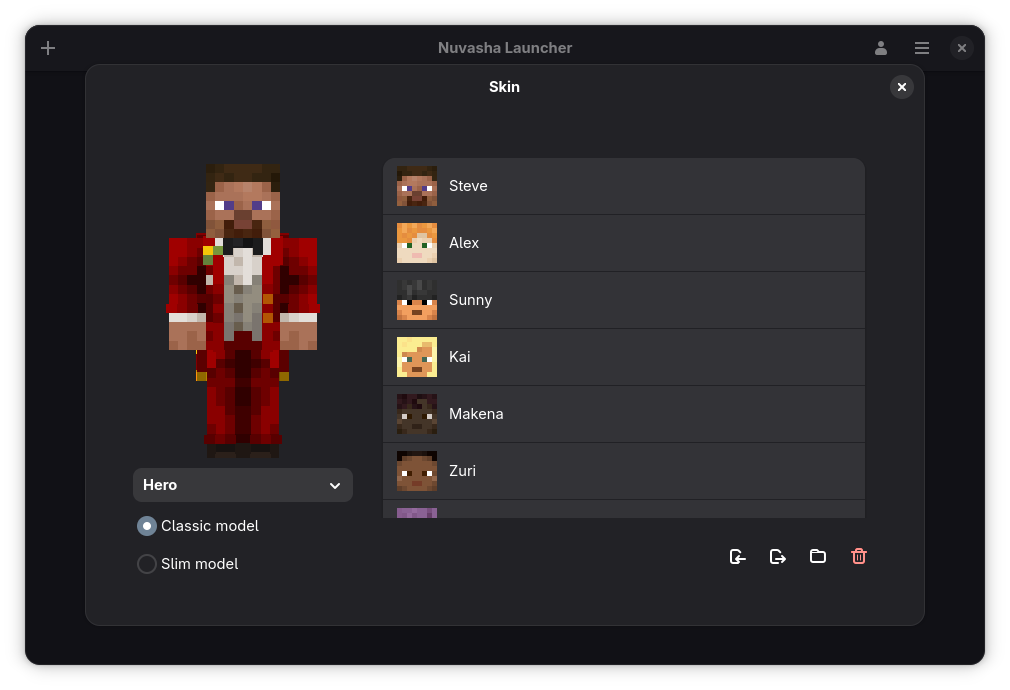 Nuvasha Launcher
Skin
Steve
Alex
Sunny
Kai
Makena
Zuri
Hero
Classic model
Slim model